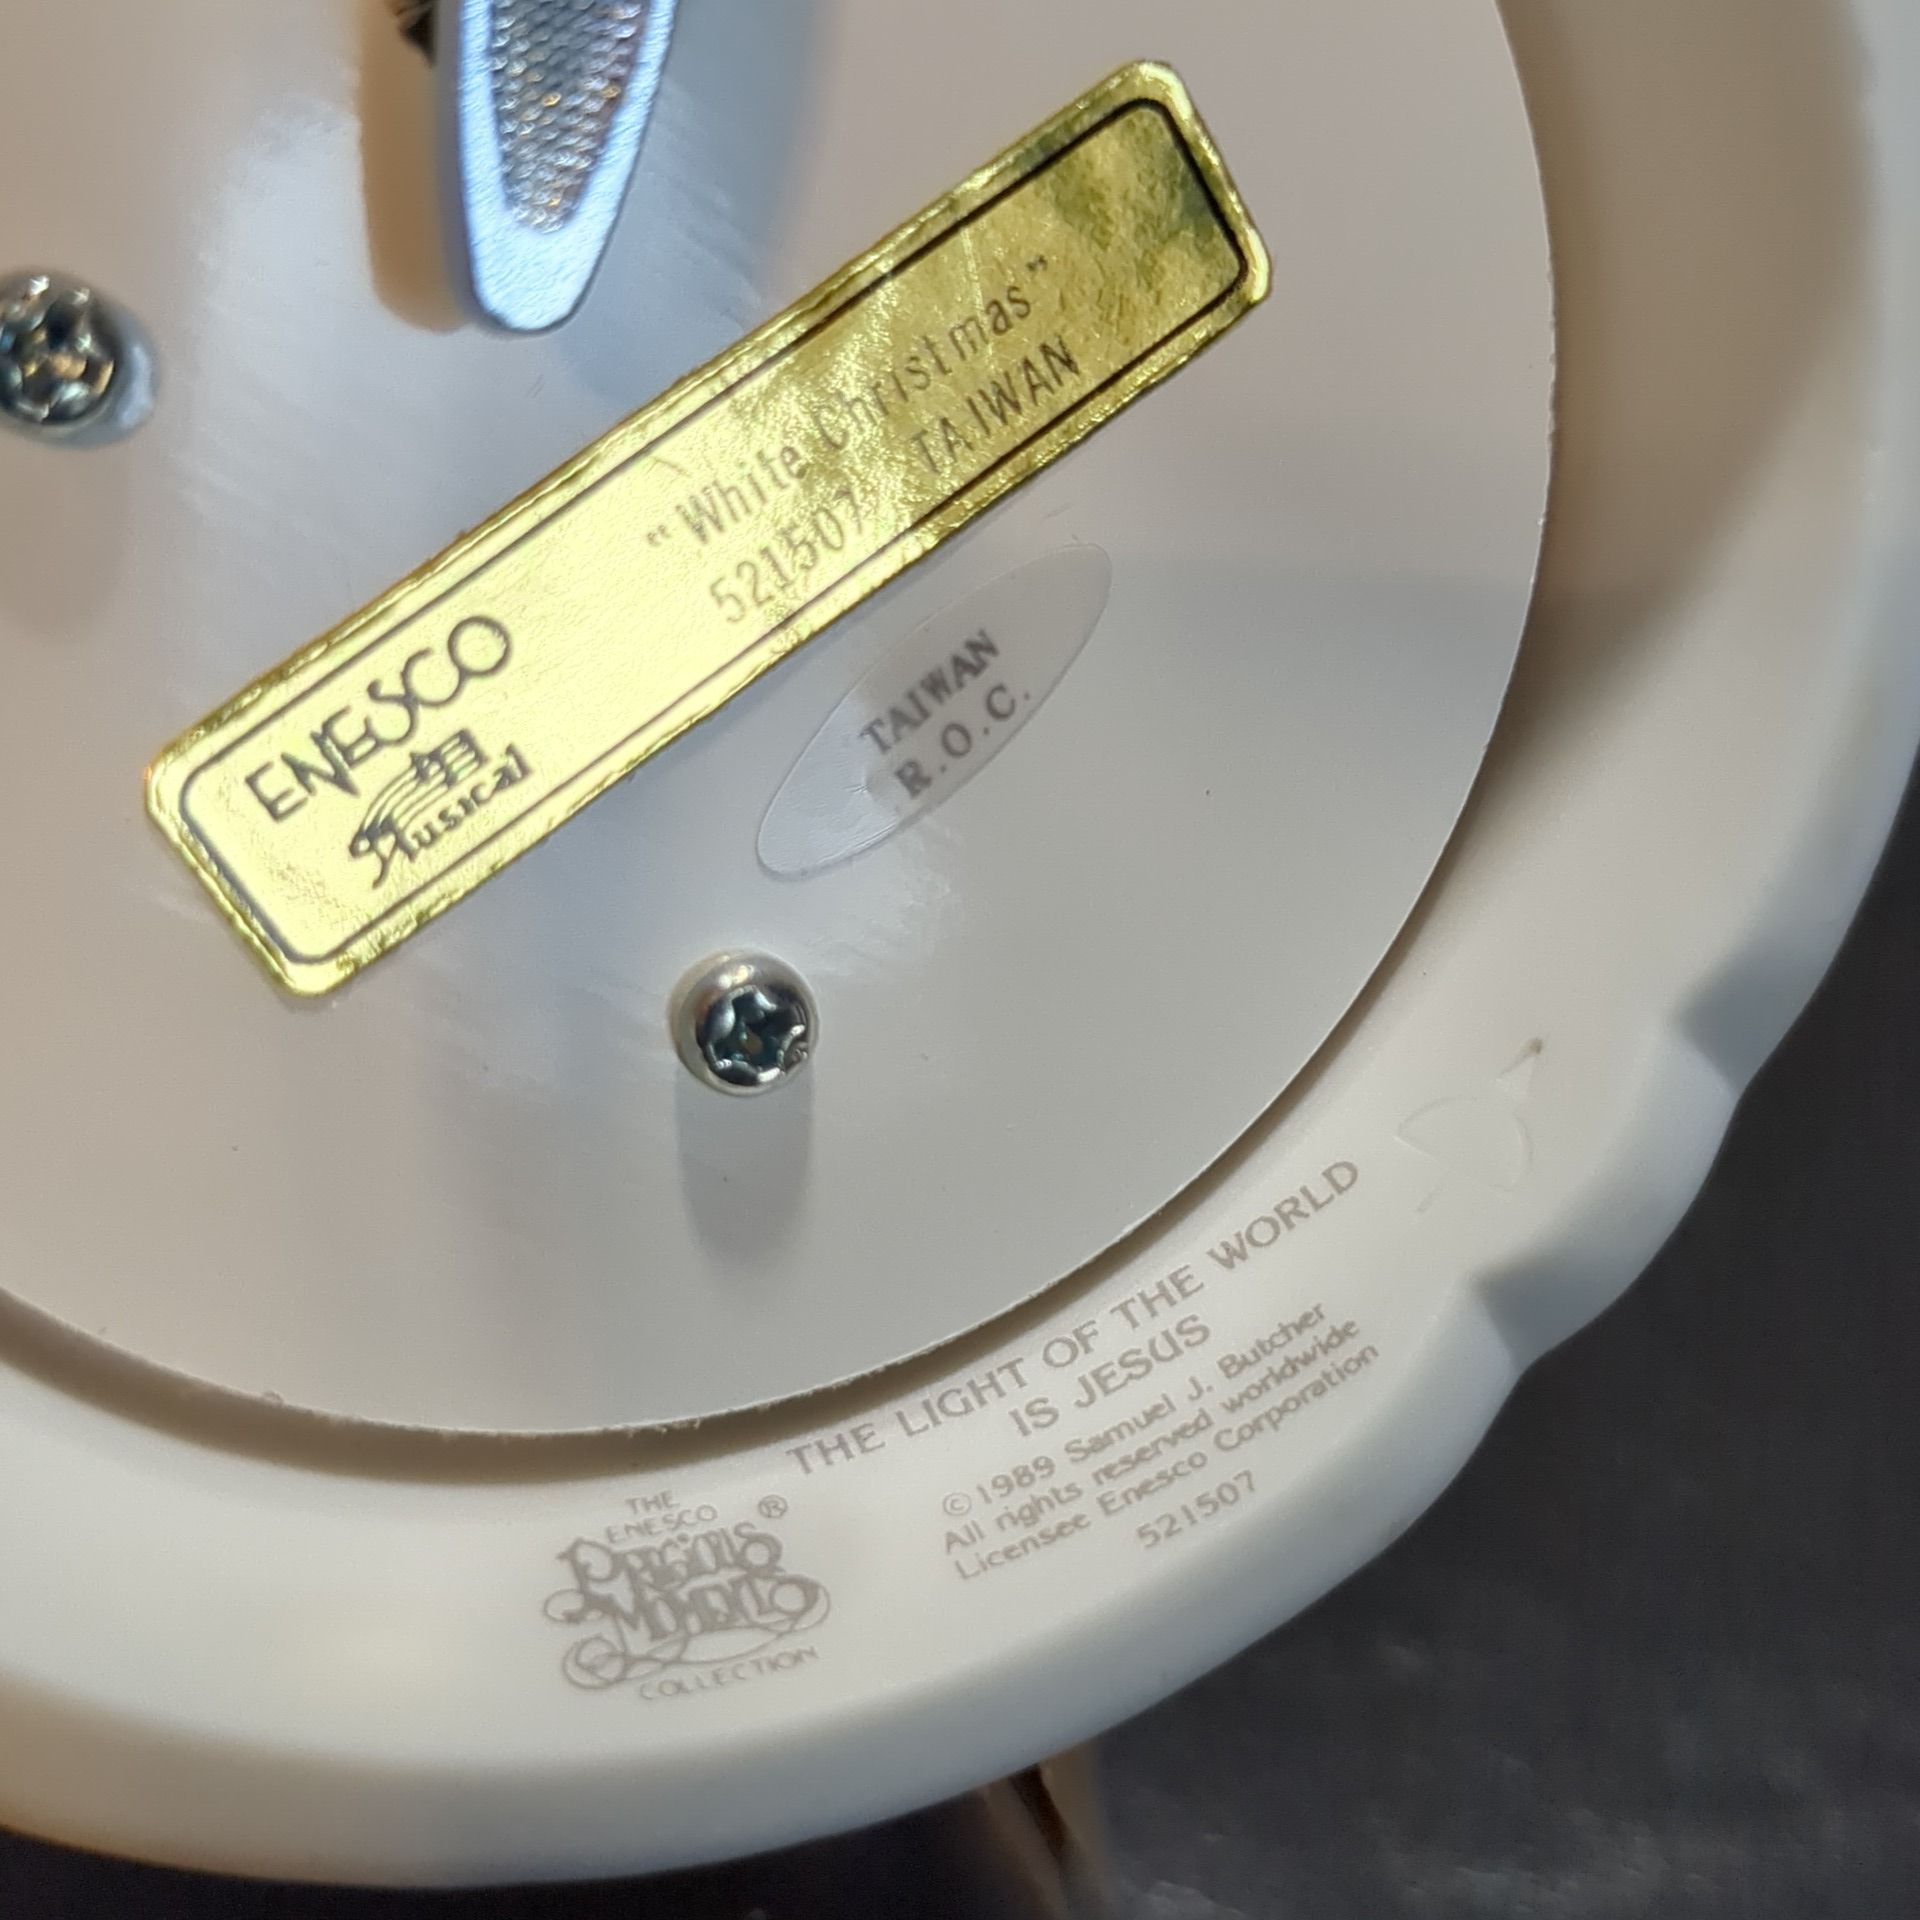 ENESCO
Musical
"White Christmas"
521507 TAIWAN
TAIWAN
R.O.C.
THE LIGHT OF THE WORLD
IS JESUS
©1989 Samuel J. Butcher
All rights reserved worldwide
Licensee Enesco Corporation
521507
THE
ENESCO
PRECIOUS ®
MOMENTS
COLLECTION